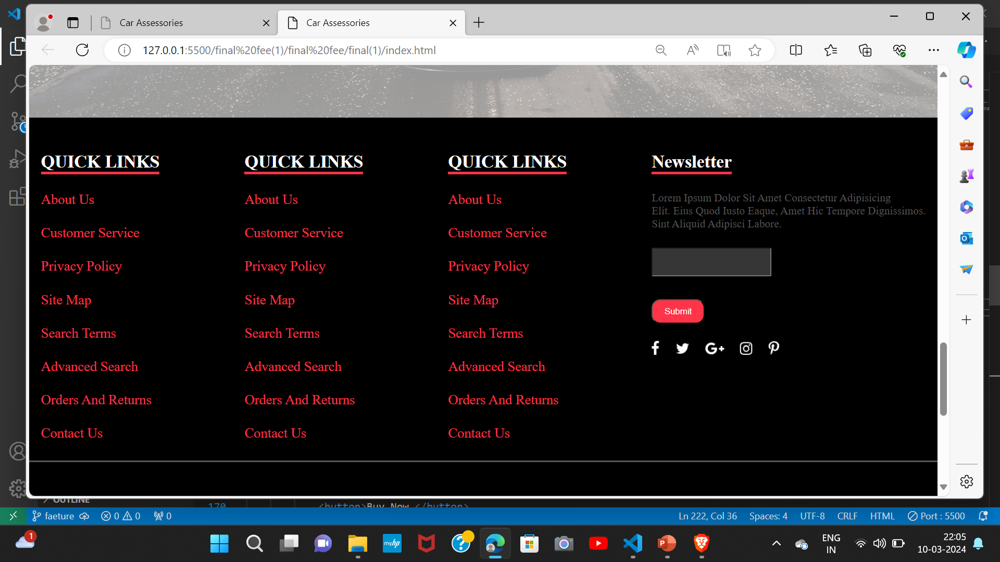 Car Assessories
Car Assessories
127.0.0.1:5500/final%20fee(1)/final%20fee/final(1)/index.html
QUICK LINKS
About Us
Customer Service
Privacy Policy
Site Map
Search Terms
Advanced Search
Orders And Returns
Contact Us
QUICK LINKS
About Us
Customer Service
Privacy Policy
Site Map
Search Terms
Advanced Search
Orders And Returns
Contact Us
QUICK LINKS
About Us
Customer Service
Privacy Policy
Site Map
Search Terms
Advanced Search
Orders And Returns
Contact Us
Newsletter
Lorem Ipsum Dolor Sit Amet Consectetur Adipisicing
Elit. Eius Quod Iusto Eaque, Amet Hic Tempore Dignissimos.
Sint Aliquid Adipisci Labore.
Submit
OUTLINE
170 <button>Buy Now </button>
faeture 0 0 0 Ln 222, Col 36 Spaces: 4 UTF-8 CRLF HTML Port : 5500
1
myhp
ENG
IN
22:05
10-03-2024